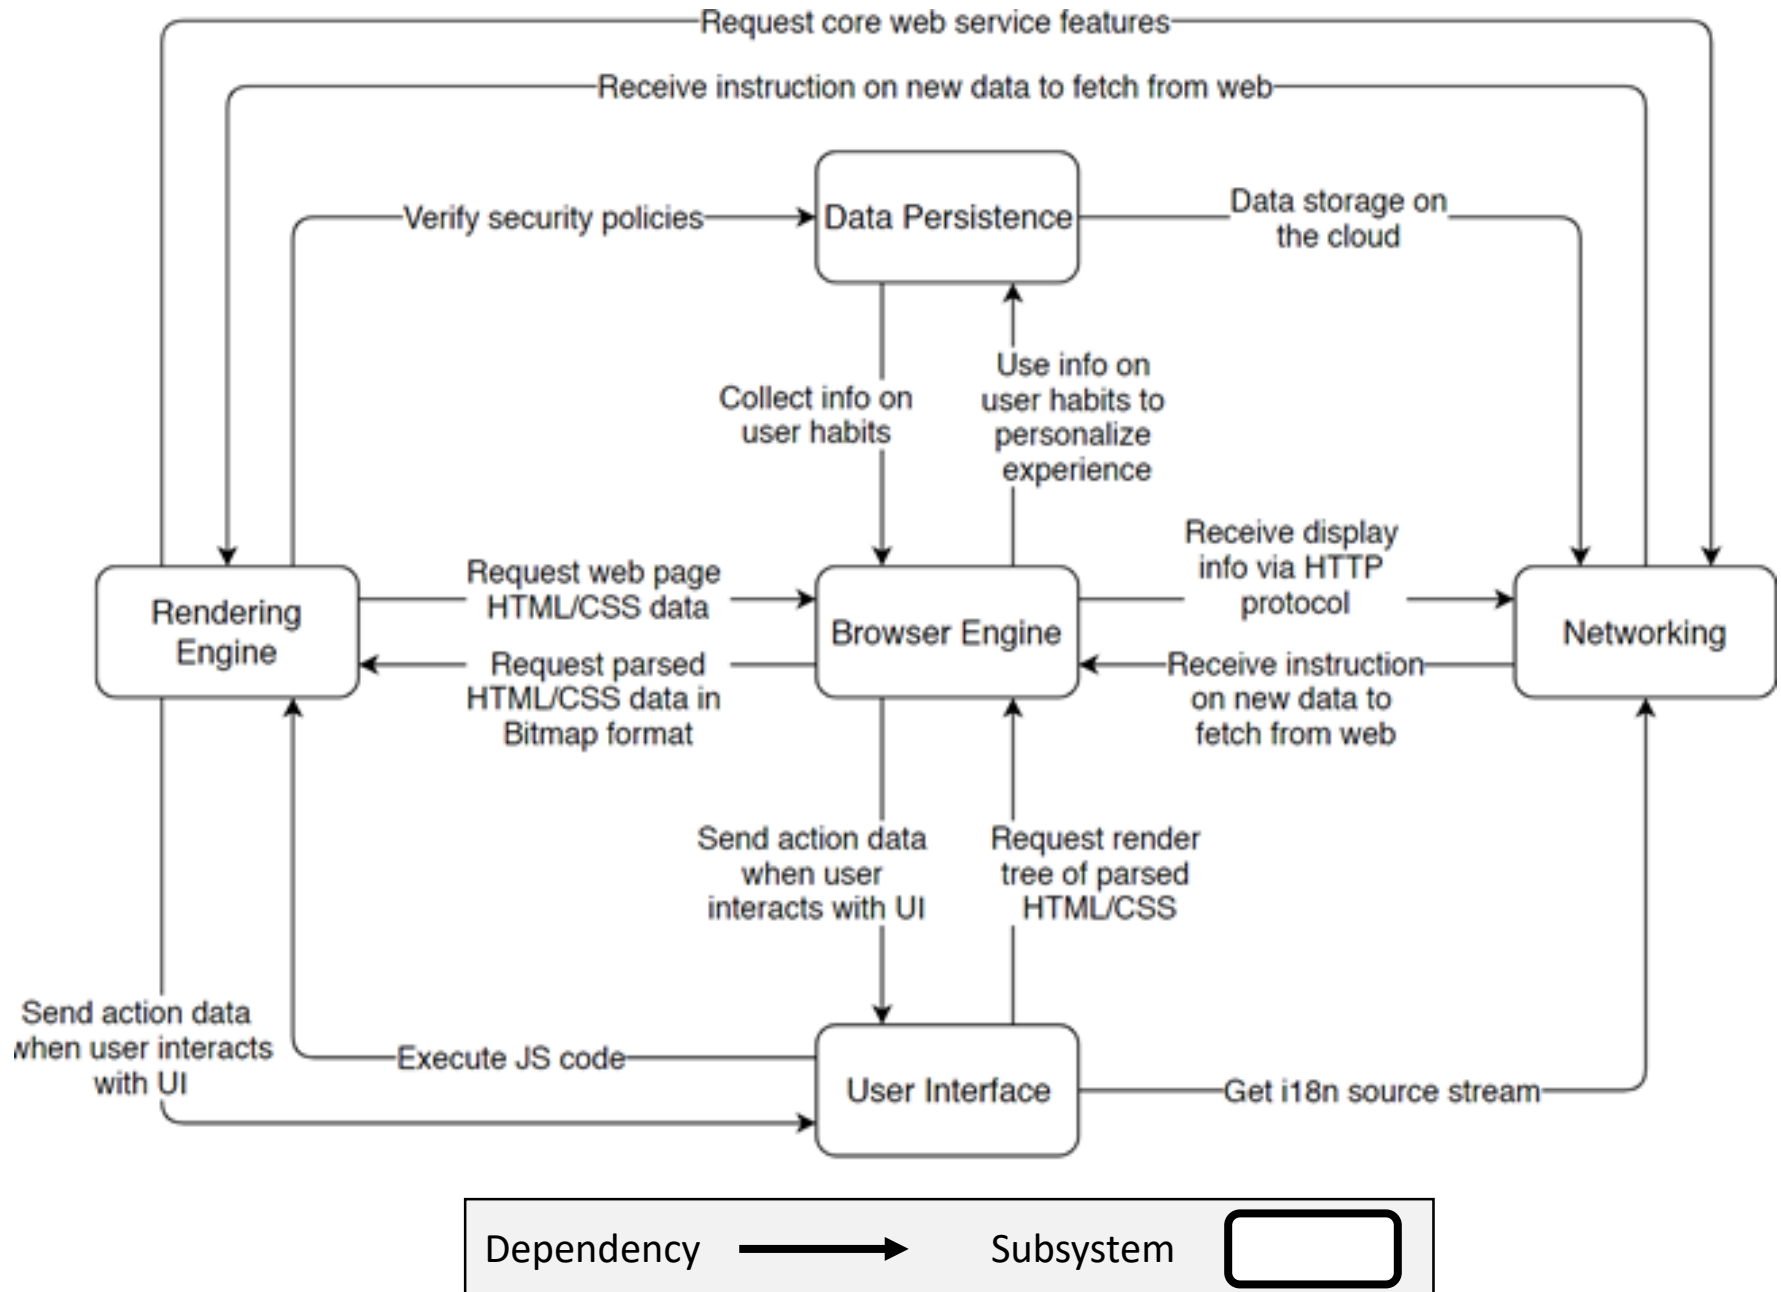 Request core web service features
Receive instruction on new data to fetch from web
Data Persistence
Verify security policies
Data storage on
the cloud
Collect info on
user habits
Use info on
user habits to
personalize
experience
Rendering
Engine
Request web page
HTML/CSS data
Request parsed
HTML/CSS data in
Bitmap format
Browser Engine
Receive display
info via HTTP
protocol
Receive instruction
on new data to
fetch from web
Networking
Send action data
when user
interacts with UI
Request render
tree of parsed
HTML/CSS
Send action data
when user interacts
with UI
Execute JS code
User Interface
Get i18n source stream
Dependency
Subsystem